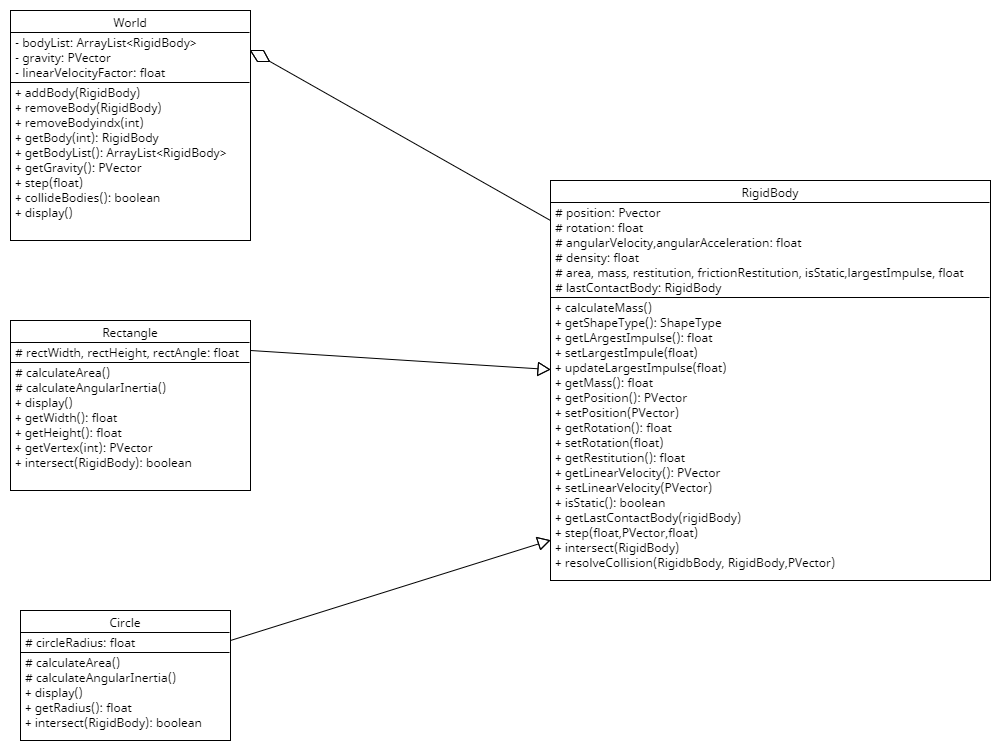 World
- bodyList: ArrayList<RigidBody>
- gravity: PVector
- linearVelocityFactor: float
+ addBody(RigidBody)
+ removeBody(RigidBody)
+ removeBodyindx(int)
+ getBody(int): RigidBody
+ getBodyList(): ArrayList<RigidBody>
+ getGravity(): PVector
+ step(float)
+ collideBodies(): boolean
+ display()
RigidBody
# position: Pvector
# rotation: float
# angularVelocity,angularAcceleration: float
# density: float
# area, mass, restitution, frictionRestitution, isStatic,largestImpulse, float
# lastContactBody: RigidBody
+ calculateMass()
+ getShapeType(): ShapeType
+ getLArgestImpulse(): float
+ setLargestImpule(float)
+ updateLargestImpulse(float)
+ getMass(): float
+ getPosition(): PVector
+ setPosition(PVector)
+ getRotation(): float
+ setRotation(float)
+ getRestitution(): float
+ getLinearVelocity(): PVector
+ setLinearVelocity(PVector)
+ isStatic(): boolean
+ getLastContactBody(rigidBody)
+ step(float,PVector,float)
+ intersect(RigidBody)
+ resolveCollision(RigidbBody, RigidBody,PVector)
Rectangle
# rectWidth, rectHeight, rectAngle: float
# calculateArea()
# calculateAngularInertia()
+ display()
+ getWidth(): float
+ getHeight(): float
+ getVertex(int): PVector
+ intersect(RigidBody): boolean
Circle
# circleRadius: float
# calculateArea()
# calculateAngularInertia()
+ display()
+ getRadius(): float
+ intersect(RigidBody): boolean